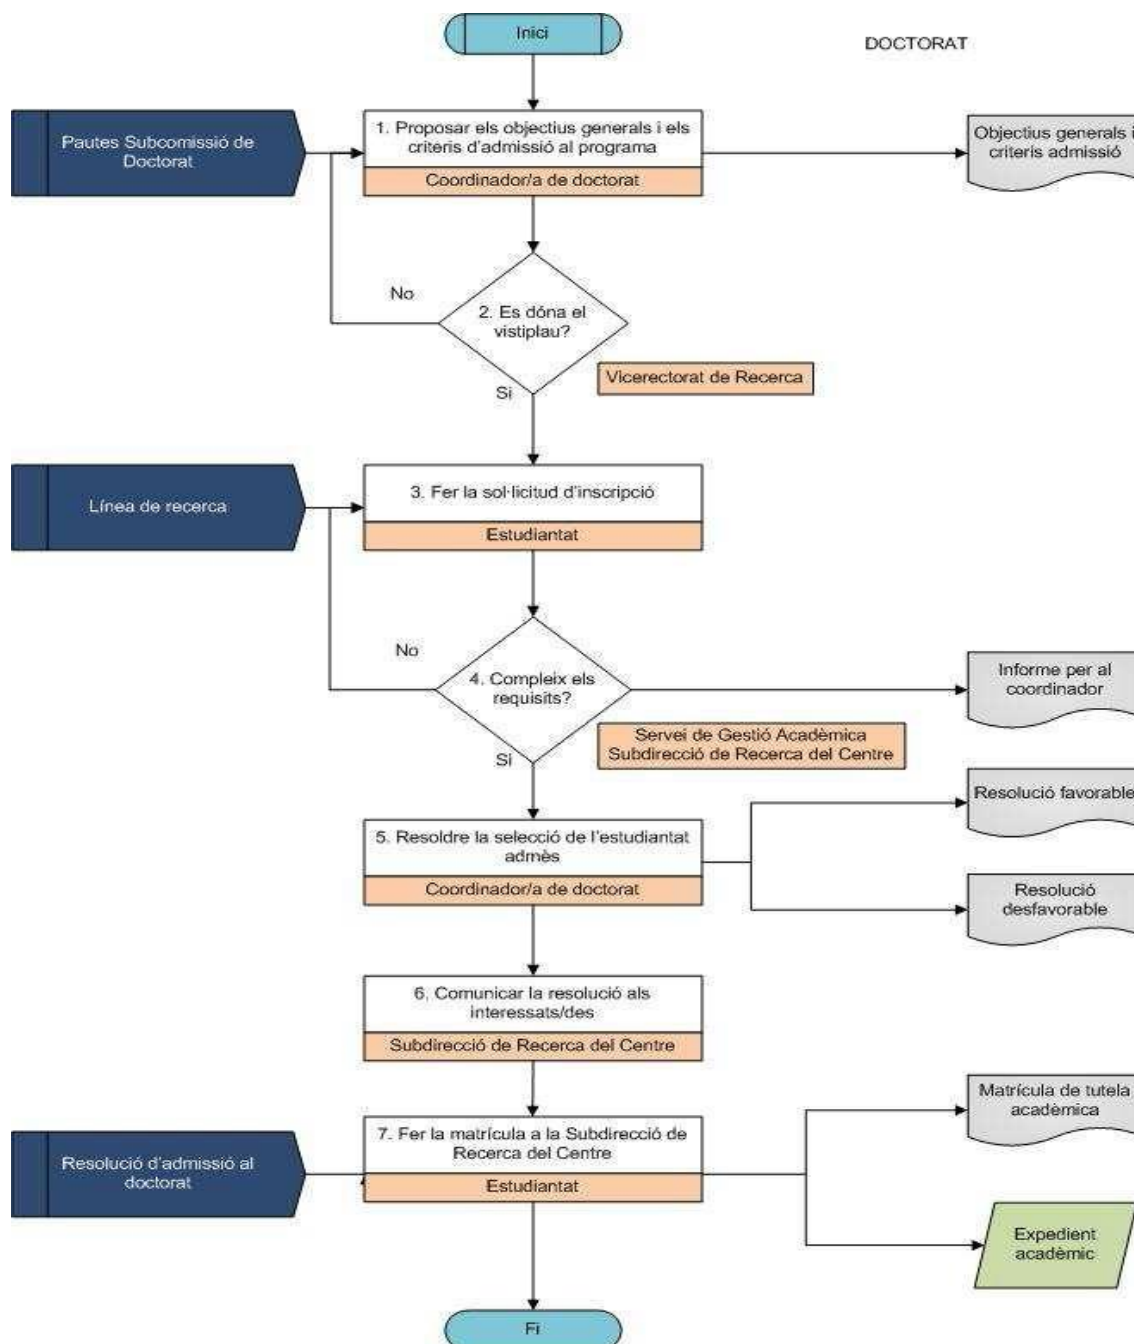 Inici
DOCTORAT
Pautes Subcomissió de
Doctorat
1. Proposar els objectius generals i els
criteris d'admissió al programa
Coordinador/a de doctorat
Objectius generals i
criteris admissió
No
2. Es dóna el
vistiplau?
Vicerectorat de Recerca
Si
Línea de recerca
3. Fer la sol·licitud d'inscripció
Estudiantat
No
4. Compleix els
requisits?
Informe per al
coordinador
Servei de Gestió Acadèmica
Subdirecció de Recerca del Centre
Si
Resolució favorable
5. Resoldre la selecció de l'estudiantat
admès
Coordinador/a de doctorat
Resolució
desfavorable
6. Comunicar la resolució als
interessats/des
Subdirecció de Recerca del Centre
Matrícula de tutela
acadèmica
7. Fer la matrícula a la Subdirecció de
Recerca del Centre
Estudiantat
Resolució d'admissió al
doctorat
Expedient
acadèmic
Fi